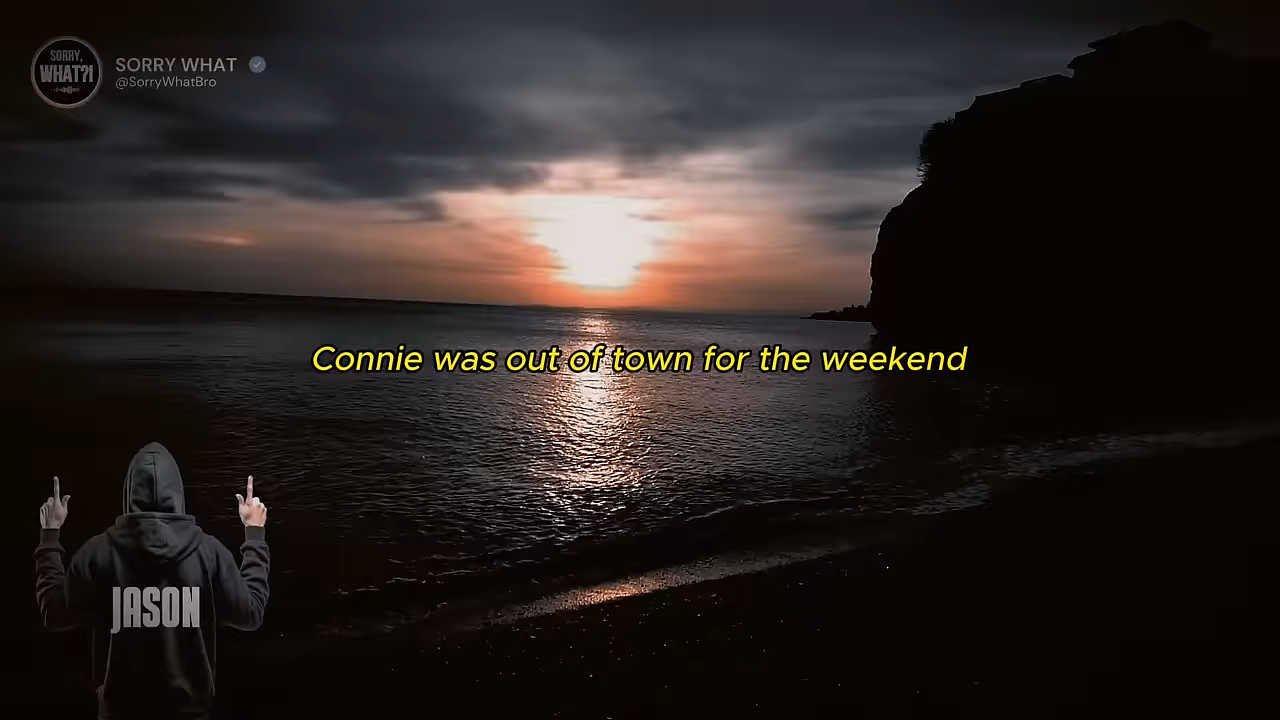 SORRY,
WHAT?!
SORRY WHAT
@SorryWhatBro
Connie was out of town for the weekend
JASON